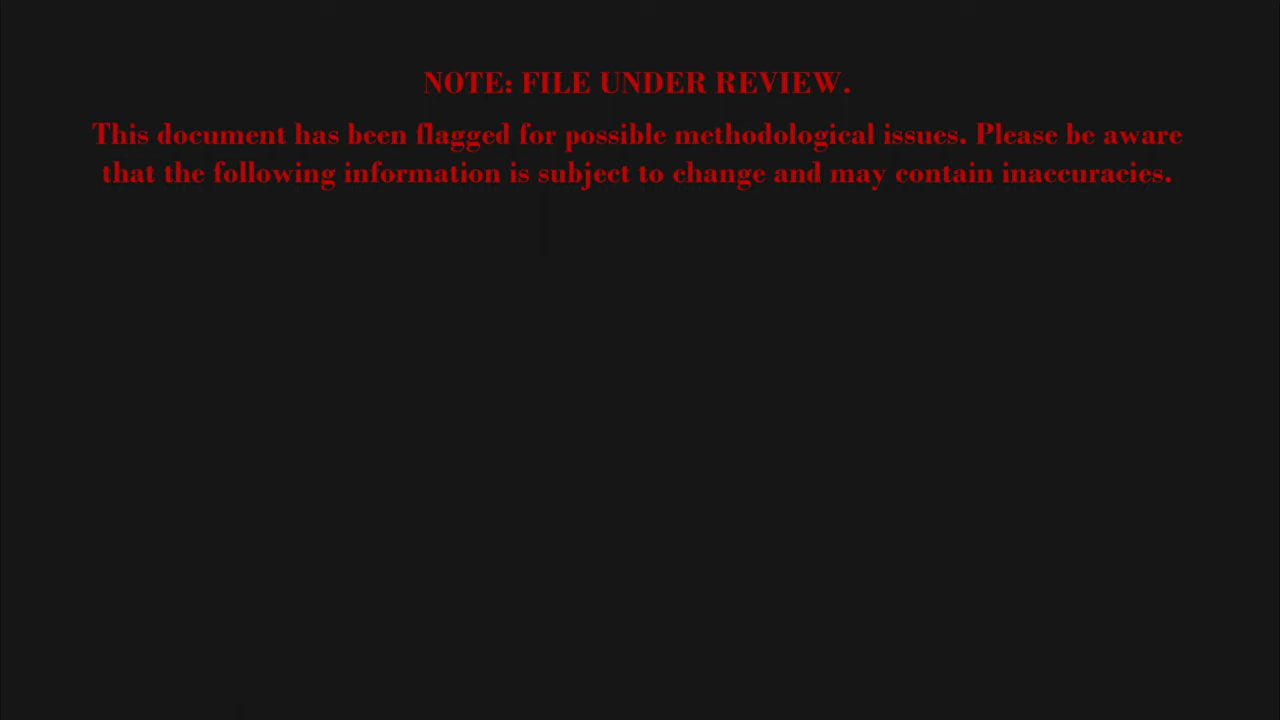 NOTE: FILE UNDER REVIEW.
This document has been flagged for possible methodological issues. Please be aware
that the following information is subject to change and may contain inaccuracies.